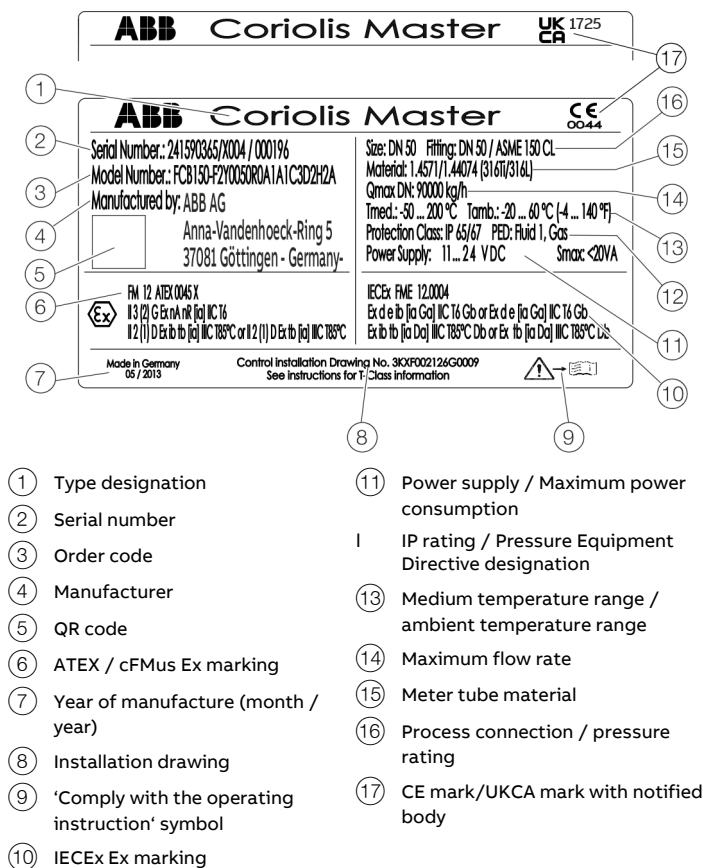 ABB Coriolis Master UK CA 1725
17
1
ABB Coriolis Master CE 0044
16
2
Serial Number.: 241590365/X004 / 000196
Size: DN 50 Fitting: DN 50 / ASME 150 CL
15
3
Model Number.: FCB150-F2Y0050R0A1A1C3D2H2A
Material: 1.4571/1.44074 (316Ti/316L)
4
Manufactured by: ABB AG
Qmax DN: 90000 kg/h
14
Anna-Vandenhoeck-Ring 5
Tmed.: -50 ... 200 °C Tamb.: -20 ... 60 °C (-4 ... 140 °F)
13
5
37081 Göttingen - Germany-
Protection Class: IP 65/67 PED: Fluid 1, Gas
12
Power Supply: 11...24 V DC Smax: <20VA
6
Ex
FM 12 ATEX 0045 X
II 3 (2) G Ex nA nR [ia] IIC T6
II 2 (1) D Ex ib tb [ia] IIIC T85°C or II 2 (1) D Ex tb [ia] IIIC T85°C
IECEx FME 12.0004
Ex d e ib [ia Ga] IIC T6 Gb or Ex d e [ia Ga] IIC T6 Gb
Ex ib tb [ia Da] IIIC T85°C Db or Ex tb [ia Da] IIIC T85°C Db
11
10
7
Made in Germany
05 / 2013
Control installation Drawing No. 3KXF002126G0009
See instructions for T-Class information
8
9
1 Type designation
2 Serial number
3 Order code
4 Manufacturer
5 QR code
6 ATEX / cFMus Ex marking
7 Year of manufacture (month /
year)
8 Installation drawing
9 ‘Comply with the operating
instruction‘ symbol
10 IECEx Ex marking
11 Power supply / Maximum power
consumption
l IP rating / Pressure Equipment
Directive designation
13 Medium temperature range /
ambient temperature range
14 Maximum flow rate
15 Meter tube material
16 Process connection / pressure
rating
17 CE mark/UKCA mark with notified
body